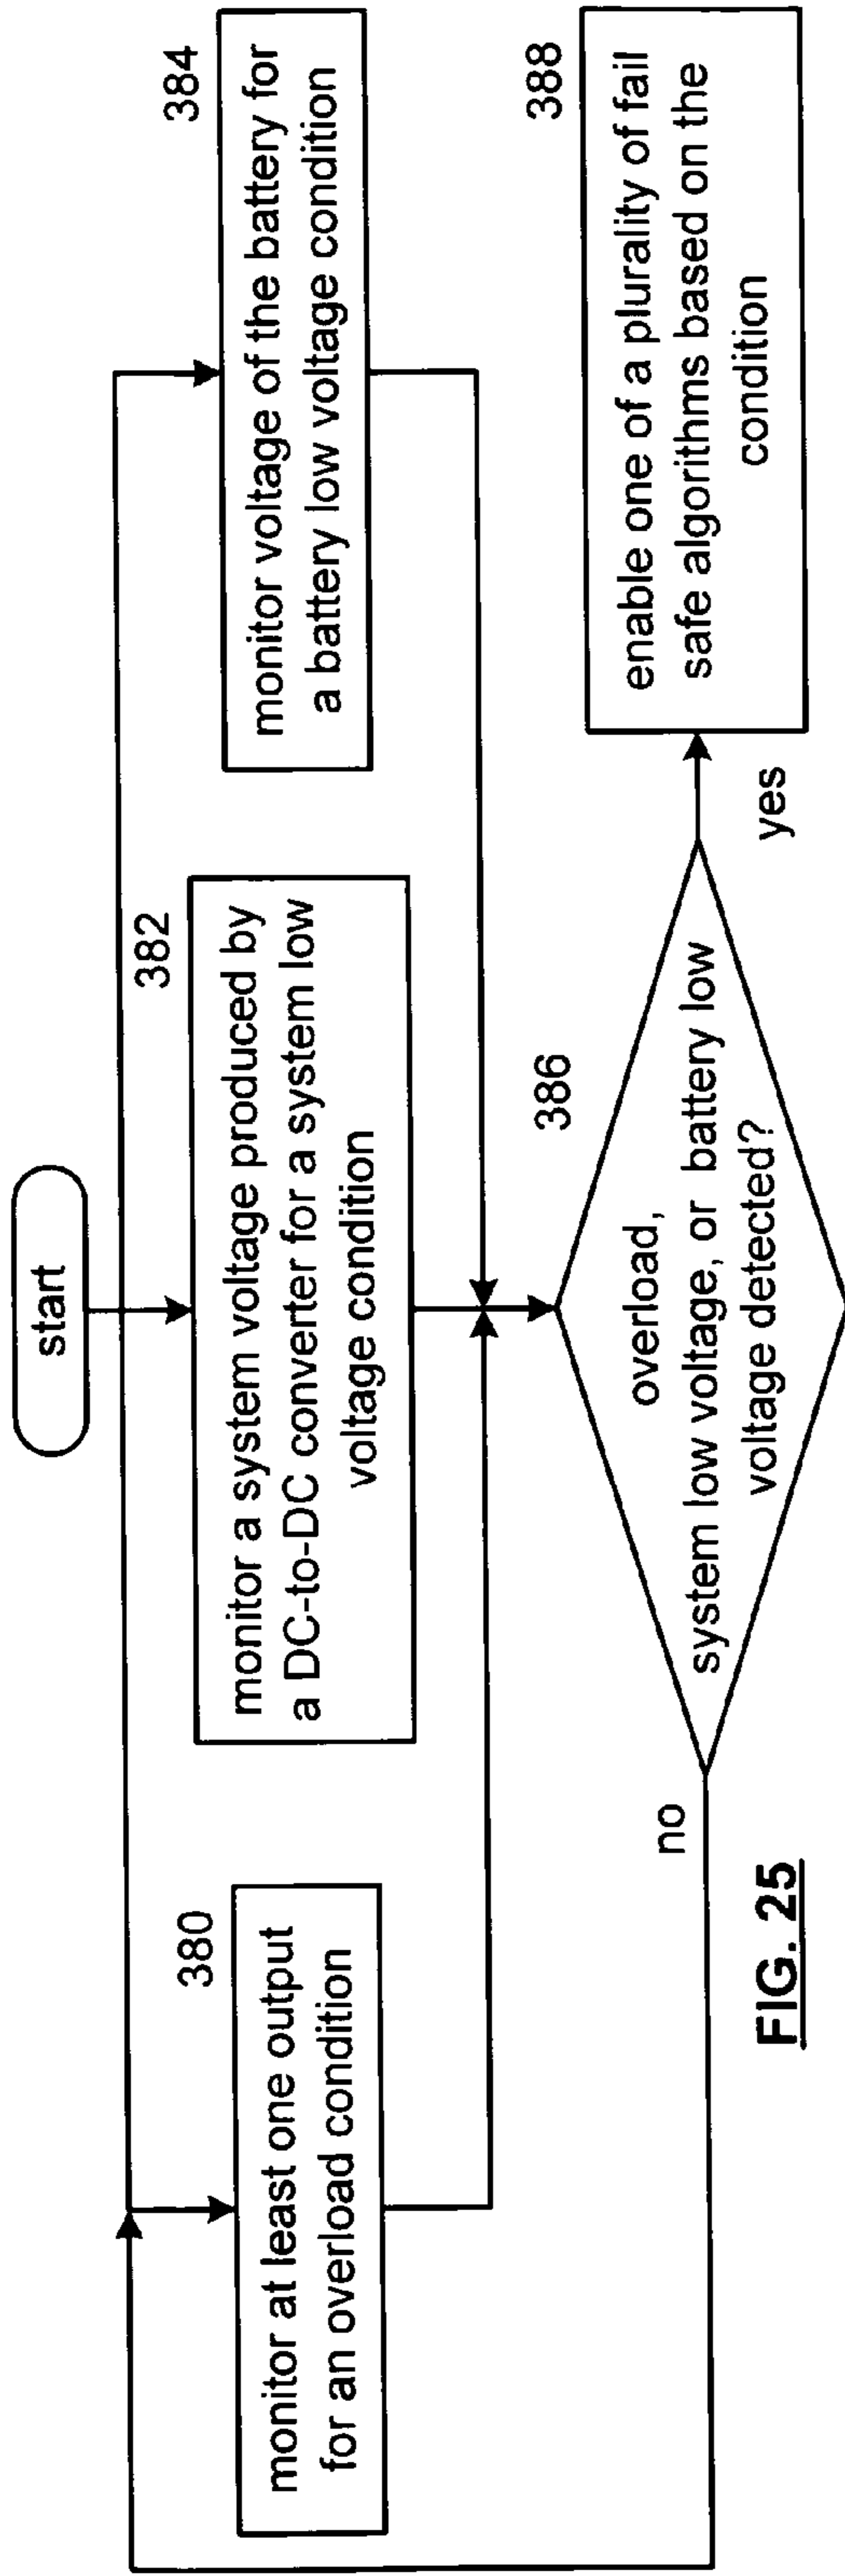 start
380
monitor at least one output
for an overload condition
382
monitor a system voltage produced by
a DC-to-DC converter for a system low
voltage condition
384
monitor voltage of the battery for
a battery low voltage condition
386
overload,
system low voltage, or battery low
voltage detected?
no
yes
388
enable one of a plurality of fail
safe algorithms based on the
condition
FIG. 25